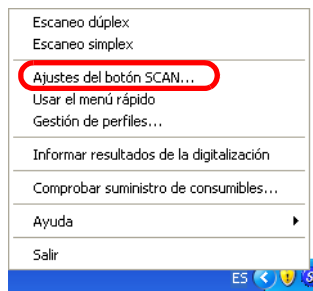 Escaneo dúplex
Escaneo simplex
Ajustes del botón SCAN...
Usar el menú rápido
Gestión de perfiles...
Informar resultados de la digitalización
Comprobar suministro de consumibles...
Ayuda
Salir
ES